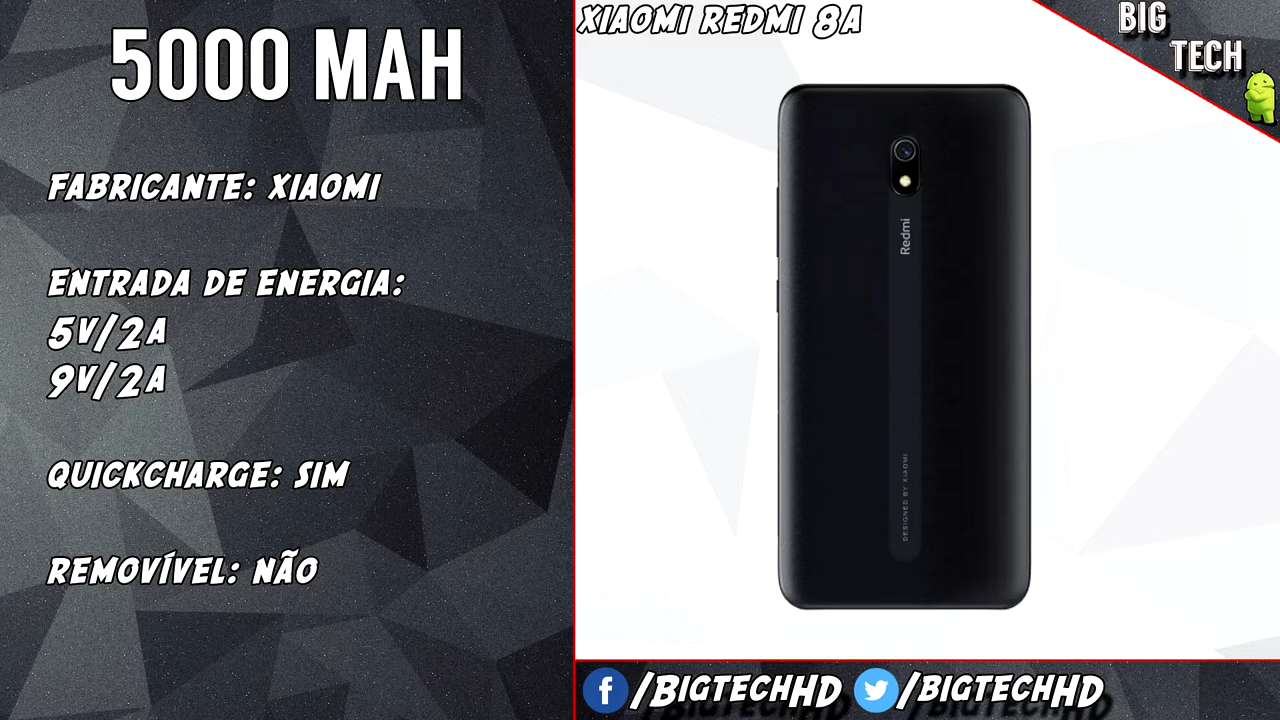 5000 MAH
FABRICANTE: XIAOMI
ENTRADA DE ENERGIA:
5V/2A
9V/2A
QUICKCHARGE: SIM
REMOVÍVEL: NÃO
XIAOMI REDMI 8A
BIG
TECH
Redmi
DESIGNED BY XIAOMI
/BIGTECHHD
/BIGTECHHD